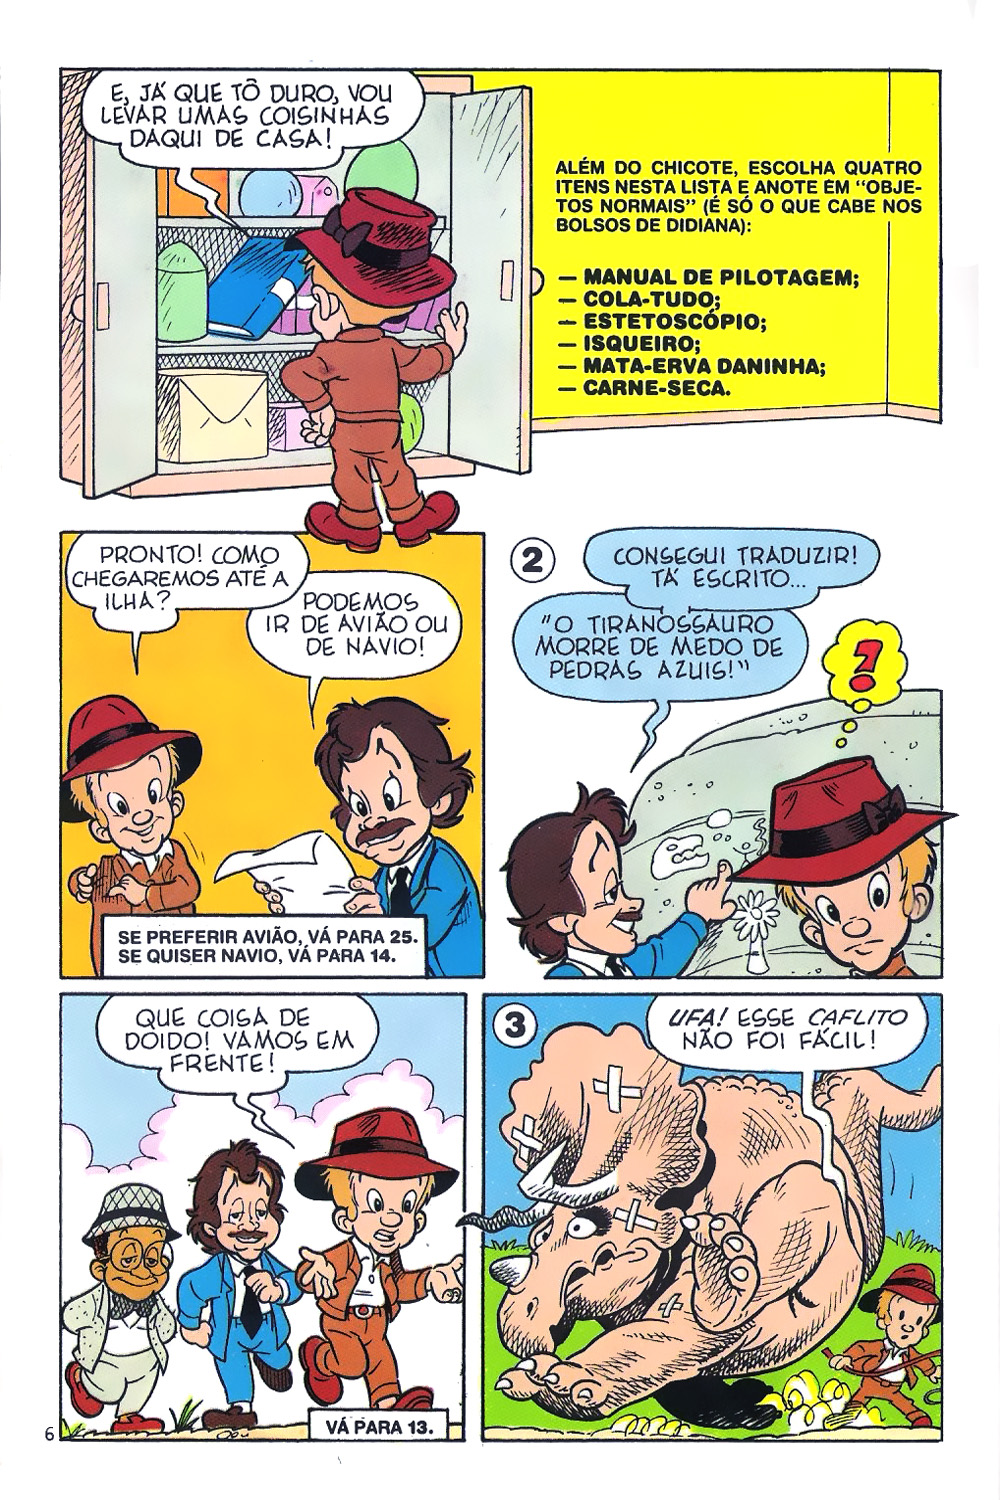 E, JÁ QUE TÔ DURO, VOU
LEVAR UMAS COISINHAS
DAQUI DE CASA!
ALÉM DO CHICOTE, ESCOLHA QUATRO
ITENS NESTA LISTA E ANOTE EM "OBJE-
TOS NORMAIS" (É SÓ O QUE CABE NOS
BOLSOS DE DIDIANA):
— MANUAL DE PILOTAGEM;
— COLA-TUDO;
— ESTETOSCÓPIO;
— ISQUEIRO;
— MATA-ERVA DANINHA;
— CARNE-SECA.
PRONTO! COMO
CHEGAREMOS ATÉ A
ILHA?
PODEMOS
IR DE AVIÃO OU
DE NAVIO!
SE PREFERIR AVIÃO, VÁ PARA 25.
SE QUISER NAVIO, VÁ PARA 14.
2
CONSEGUI TRADUZIR!
TÁ ESCRITO...
"O TIRANOSSAURO
MORRE DE MEDO DE
PEDRAS AZUIS!"
?!
QUE COISA DE
DOIDO! VAMOS EM
FRENTE!
VÁ PARA 13.
3
UFA! ESSE CAFLITO
NÃO FOI FÁCIL!
6